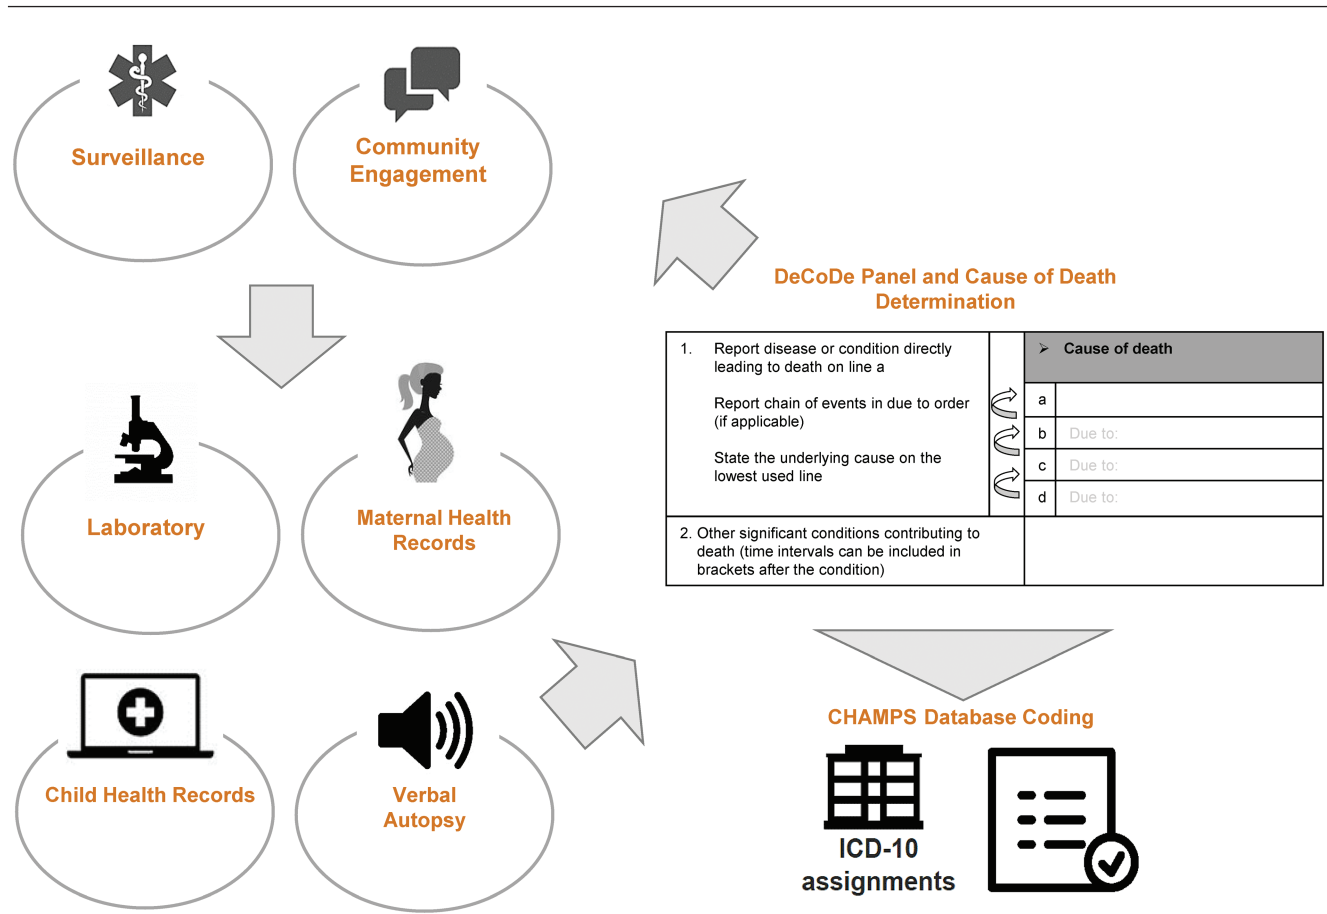 Surveillance
Community
Engagement
Laboratory
Maternal Health
Records
Child Health Records
Verbal
Autopsy
DeCoDe Panel and Cause of Death
Determination
1. Report disease or condition directly
leading to death on line a
Report chain of events in due to order
(if applicable)
State the underlying cause on the
lowest used line
➢ Cause of death
a
b Due to:
c Due to:
d Due to:
2. Other significant conditions contributing to
death (time intervals can be included in
brackets after the condition)
CHAMPS Database Coding
ICD-10
assignments